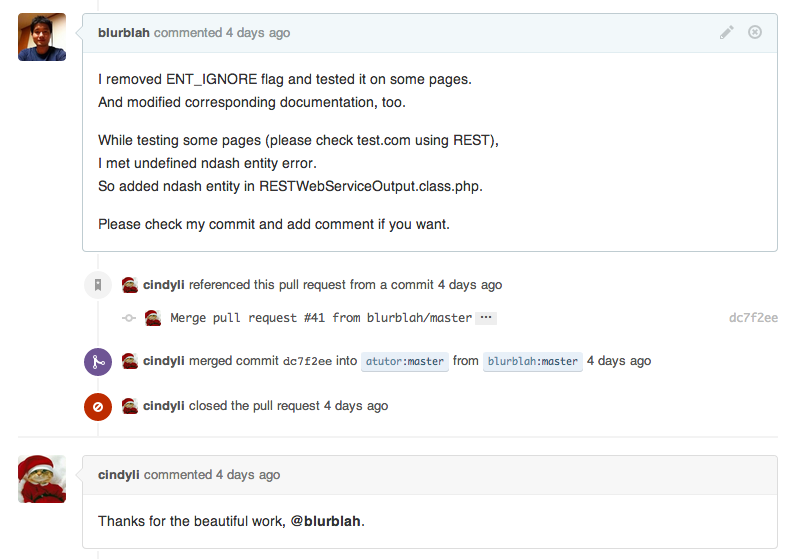 blurblah commented 4 days ago
I removed ENT_IGNORE flag and tested it on some pages.
And modified corresponding documentation, too.
While testing some pages (please check test.com using REST),
I met undefined ndash entity error.
So added ndash entity in RESTWebServiceOutput.class.php.
Please check my commit and add comment if you want.
cindyli referenced this pull request from a commit 4 days ago
Merge pull request #41 from blurblah/master ... dc7f2ee
cindyli merged commit dc7f2ee into atutor:master from blurblah:master 4 days ago
cindyli closed the pull request 4 days ago
cindyli commented 4 days ago
Thanks for the beautiful work, @blurblah.